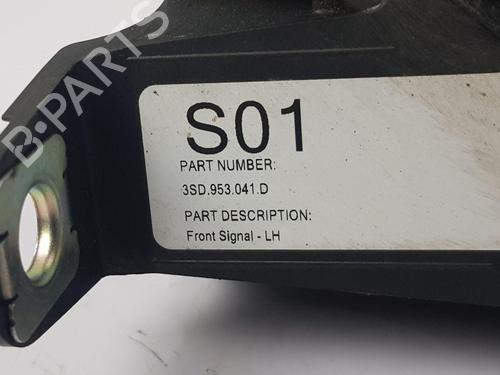 B-PARTS
S01
PART NUMBER:
3SD.953.041.D
PART DESCRIPTION:
Front Signal - LH